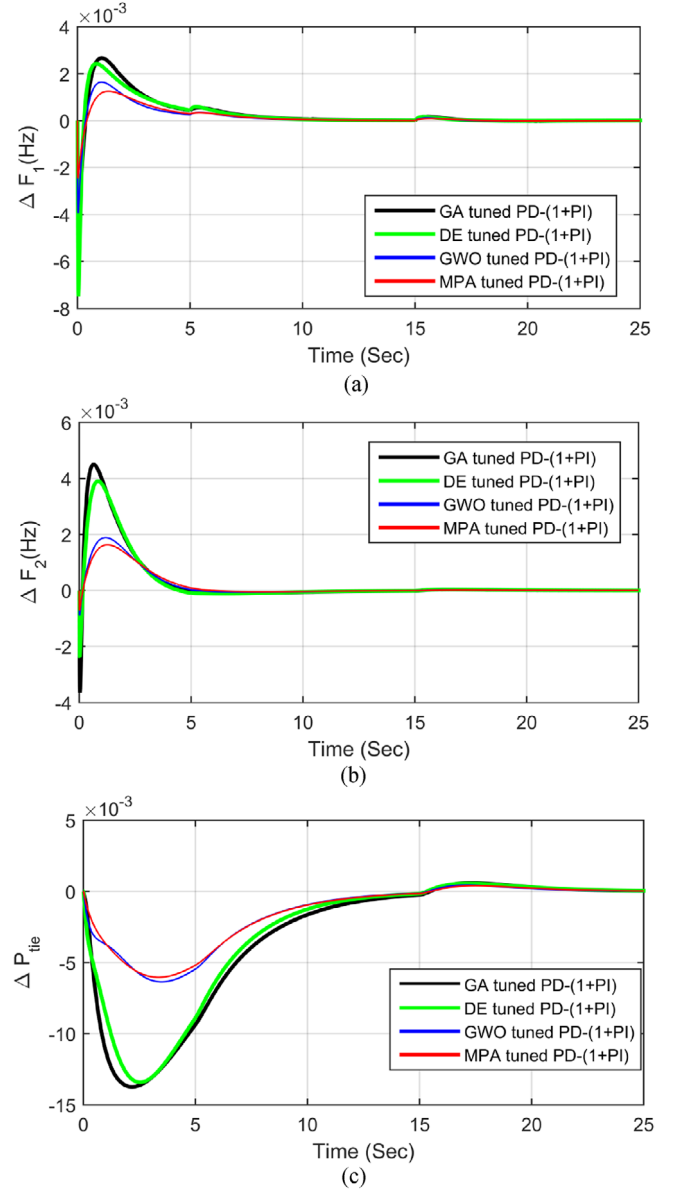 ×10⁻³
4
2
0
-2
-4
-6
-8
Δ F₁(Hz)
GA tuned PD-(1+PI)
DE tuned PD-(1+PI)
GWO tuned PD-(1+PI)
MPA tuned PD-(1+PI)
0 5 10 15 20 25
Time (Sec)
(a)
×10⁻³
6
4
2
0
-2
-4
Δ F₂(Hz)
GA tuned PD-(1+PI)
DE tuned PD-(1+PI)
GWO tuned PD-(1+PI)
MPA tuned PD-(1+PI)
0 5 10 15 20 25
Time (Sec)
(b)
×10⁻³
5
0
-5
-10
-15
Δ Ptie
GA tuned PD-(1+PI)
DE tuned PD-(1+PI)
GWO tuned PD-(1+PI)
MPA tuned PD-(1+PI)
0 5 10 15 20 25
Time (Sec)
(c)